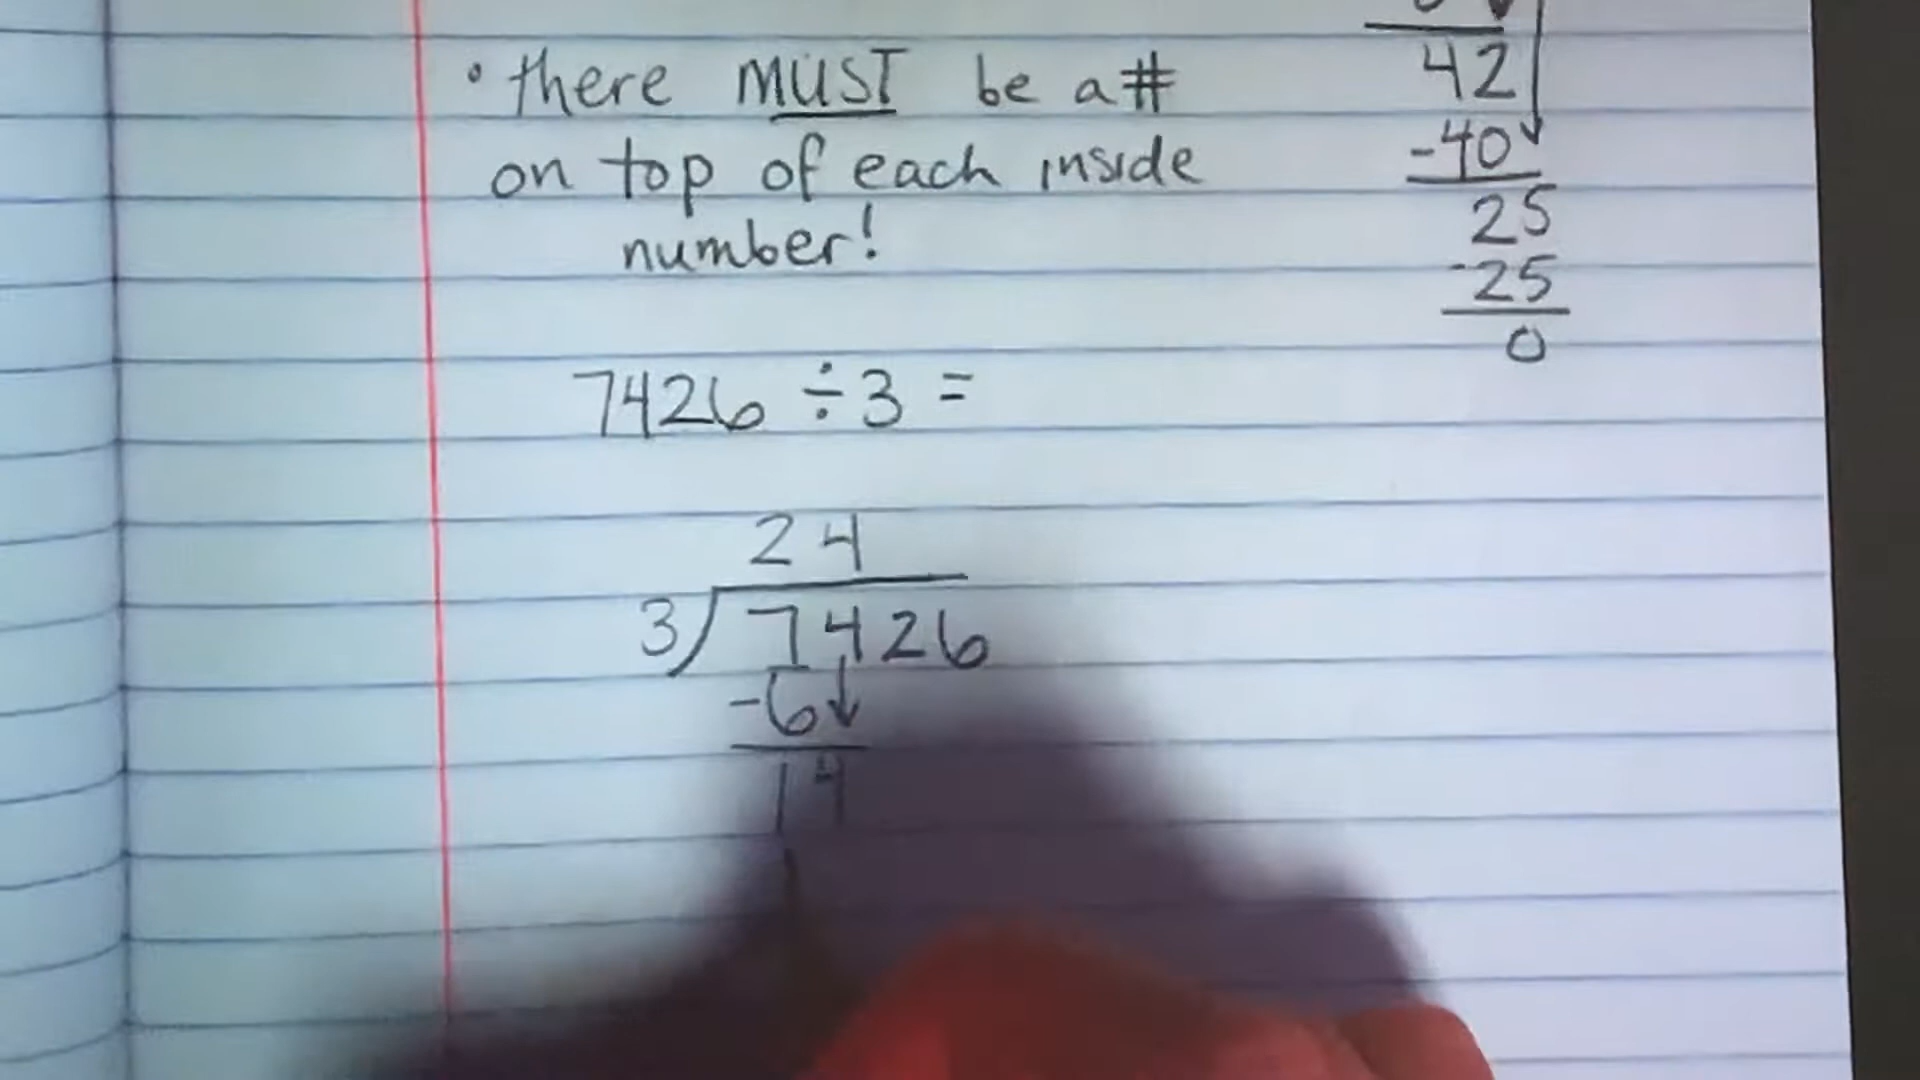 • there MUST be a #
on top of each inside
number!
7426 ÷ 3 =
24
3)7426
-6↓
14
1
42
-40
25
-25
0